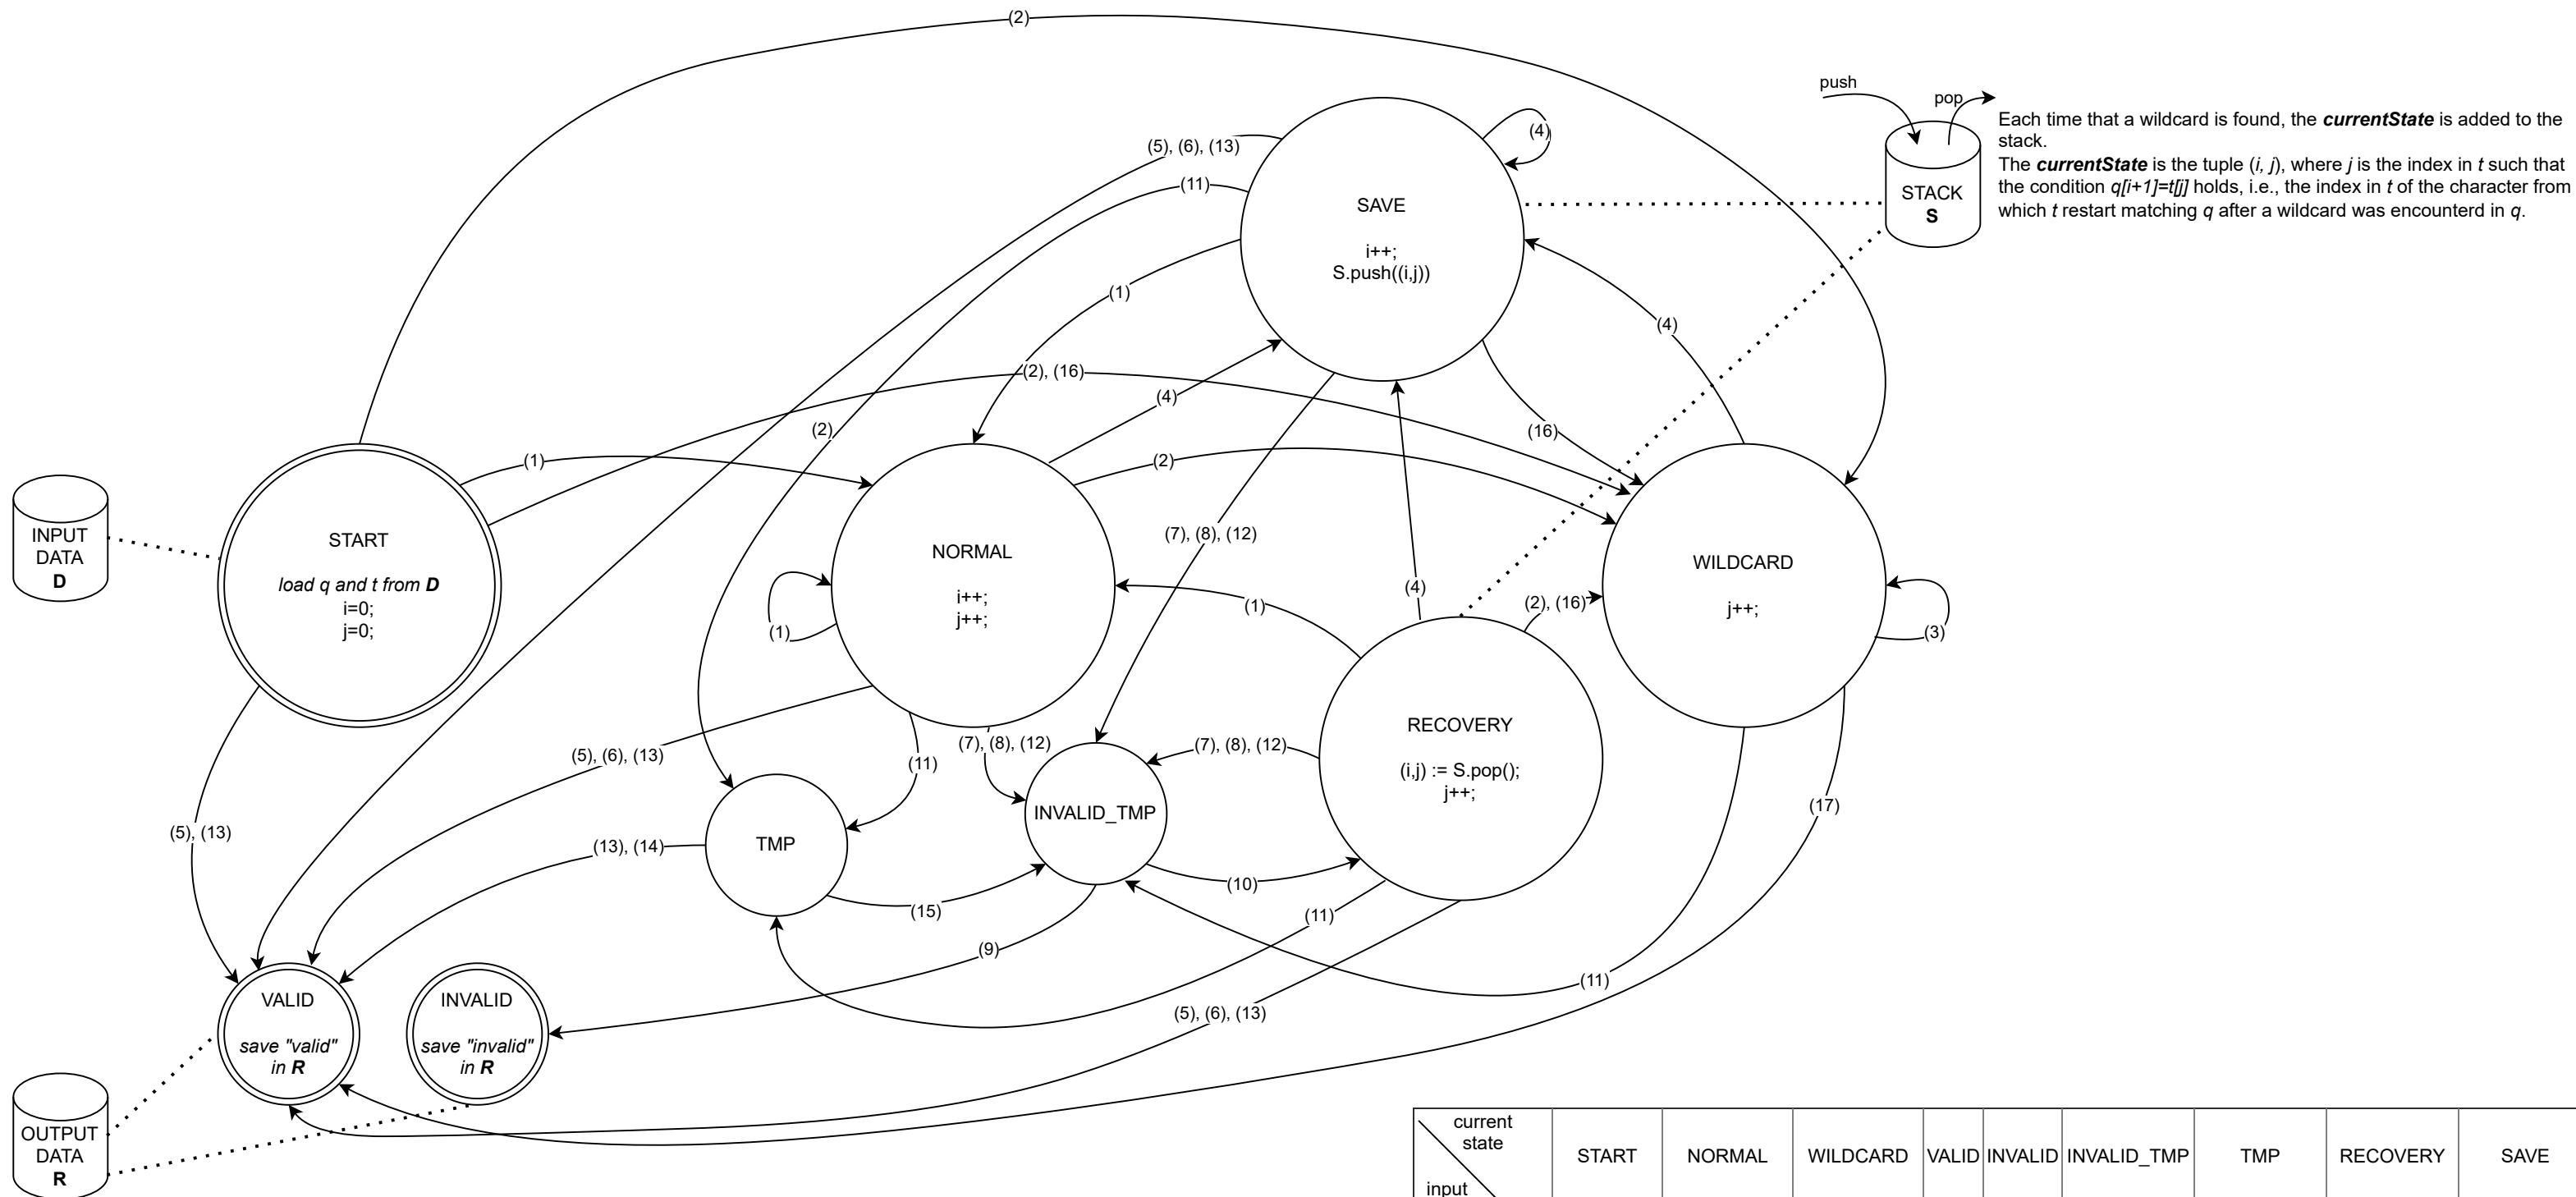 (2)
push
pop
Each time that a wildcard is found, the currentState is added to the
stack.
The currentState is the tuple (i, j), where j is the index in t such that
the condition q[i+1]=t[j] holds, i.e., the index in t of the character from
which t restart matching q after a wildcard was encounterd in q.
STACK
S
(5), (6), (13)
(4)
(11)
SAVE
i++;
S.push((i,j))
(1)
(4)
(2), (16)
(4)
(2)
(16)
(1)
(2)
INPUT
DATA
D
START
load q and t from D
i=0;
j=0;
NORMAL
i++;
j++;
(7), (8), (12)
WILDCARD
j++;
(4)
(2), (16)
(1)
(1)
(3)
RECOVERY
(i,j) := S.pop();
j++;
(5), (6), (13)
(7), (8), (12)
(7), (8), (12)
(11)
(17)
INVALID_TMP
(5), (13)
(13), (14)
TMP
(10)
(15)
(11)
(9)
(11)
VALID
save "valid"
in R
INVALID
save "invalid"
in R
(5), (6), (13)
OUTPUT
DATA
R
current
state
input
START
NORMAL
WILDCARD
VALID
INVALID
INVALID_TMP
TMP
RECOVERY
SAVE